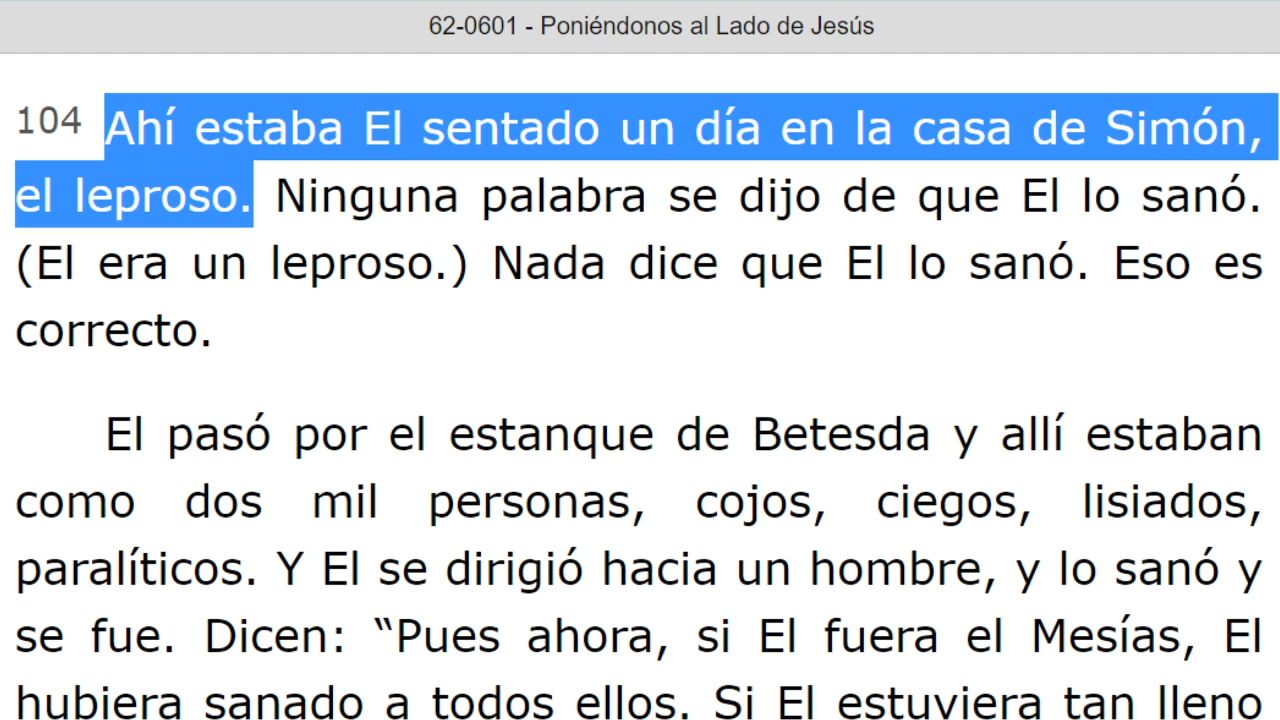 62-0601 - Poniéndonos al Lado de Jesús
104 Ahí estaba El sentado un día en la casa de Simón,
el leproso. Ninguna palabra se dijo de que El lo sanó.
(El era un leproso.) Nada dice que El lo sanó. Eso es
correcto.
El pasó por el estanque de Betesda y allí estaban
como dos mil personas, cojos, ciegos, lisiados,
paralíticos. Y El se dirigió hacia un hombre, y lo sanó y
se fue. Dicen: “Pues ahora, si El fuera el Mesías, El
hubiera sanado a todos ellos. Si El estuviera tan lleno